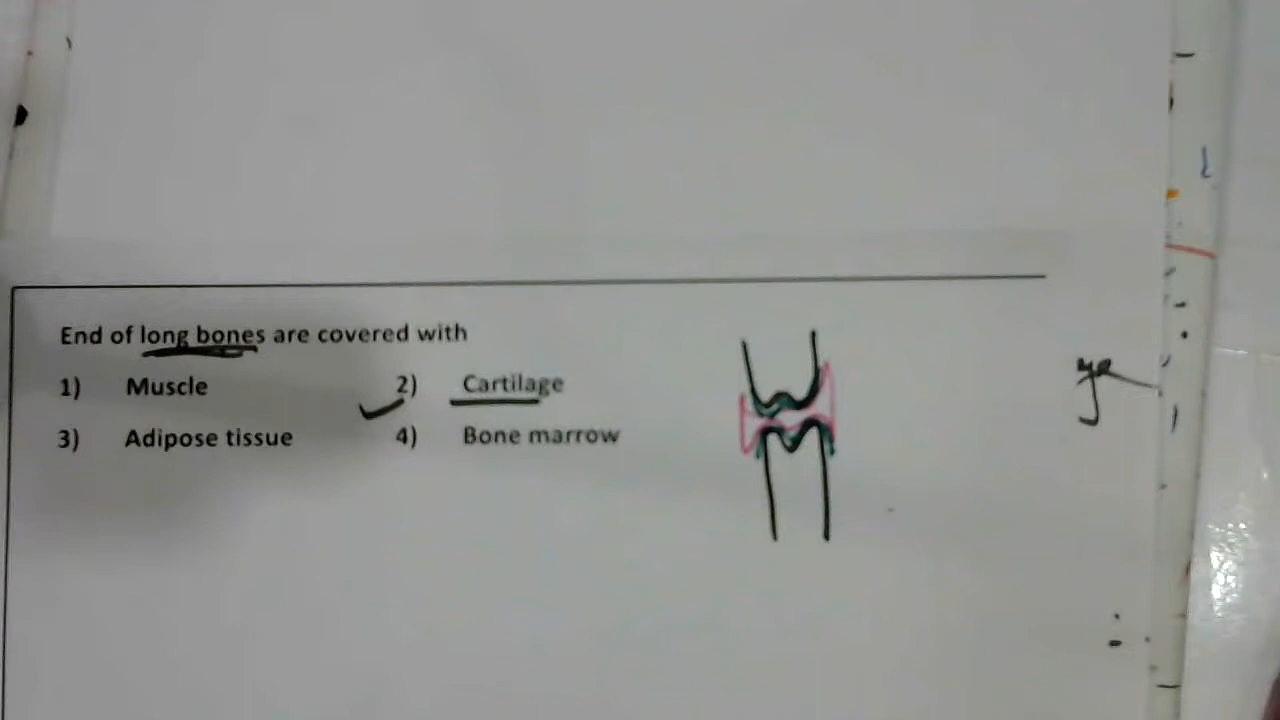 End of long bones are covered with
1) Muscle 2) Cartilage
3) Adipose tissue 4) Bone marrow